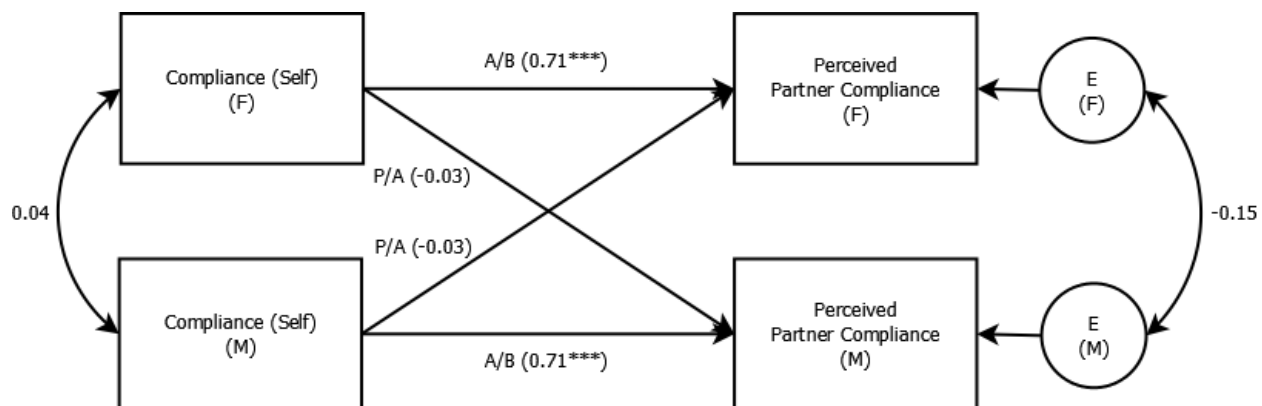 A/B (0.71***)
Compliance (Self)
(F)
Perceived
Partner Compliance
(F)
E
(F)
P/A (-0.03)
0.04
-0.15
P/A (-0.03)
Compliance (Self)
(M)
Perceived
Partner Compliance
(M)
E
(M)
A/B (0.71***)